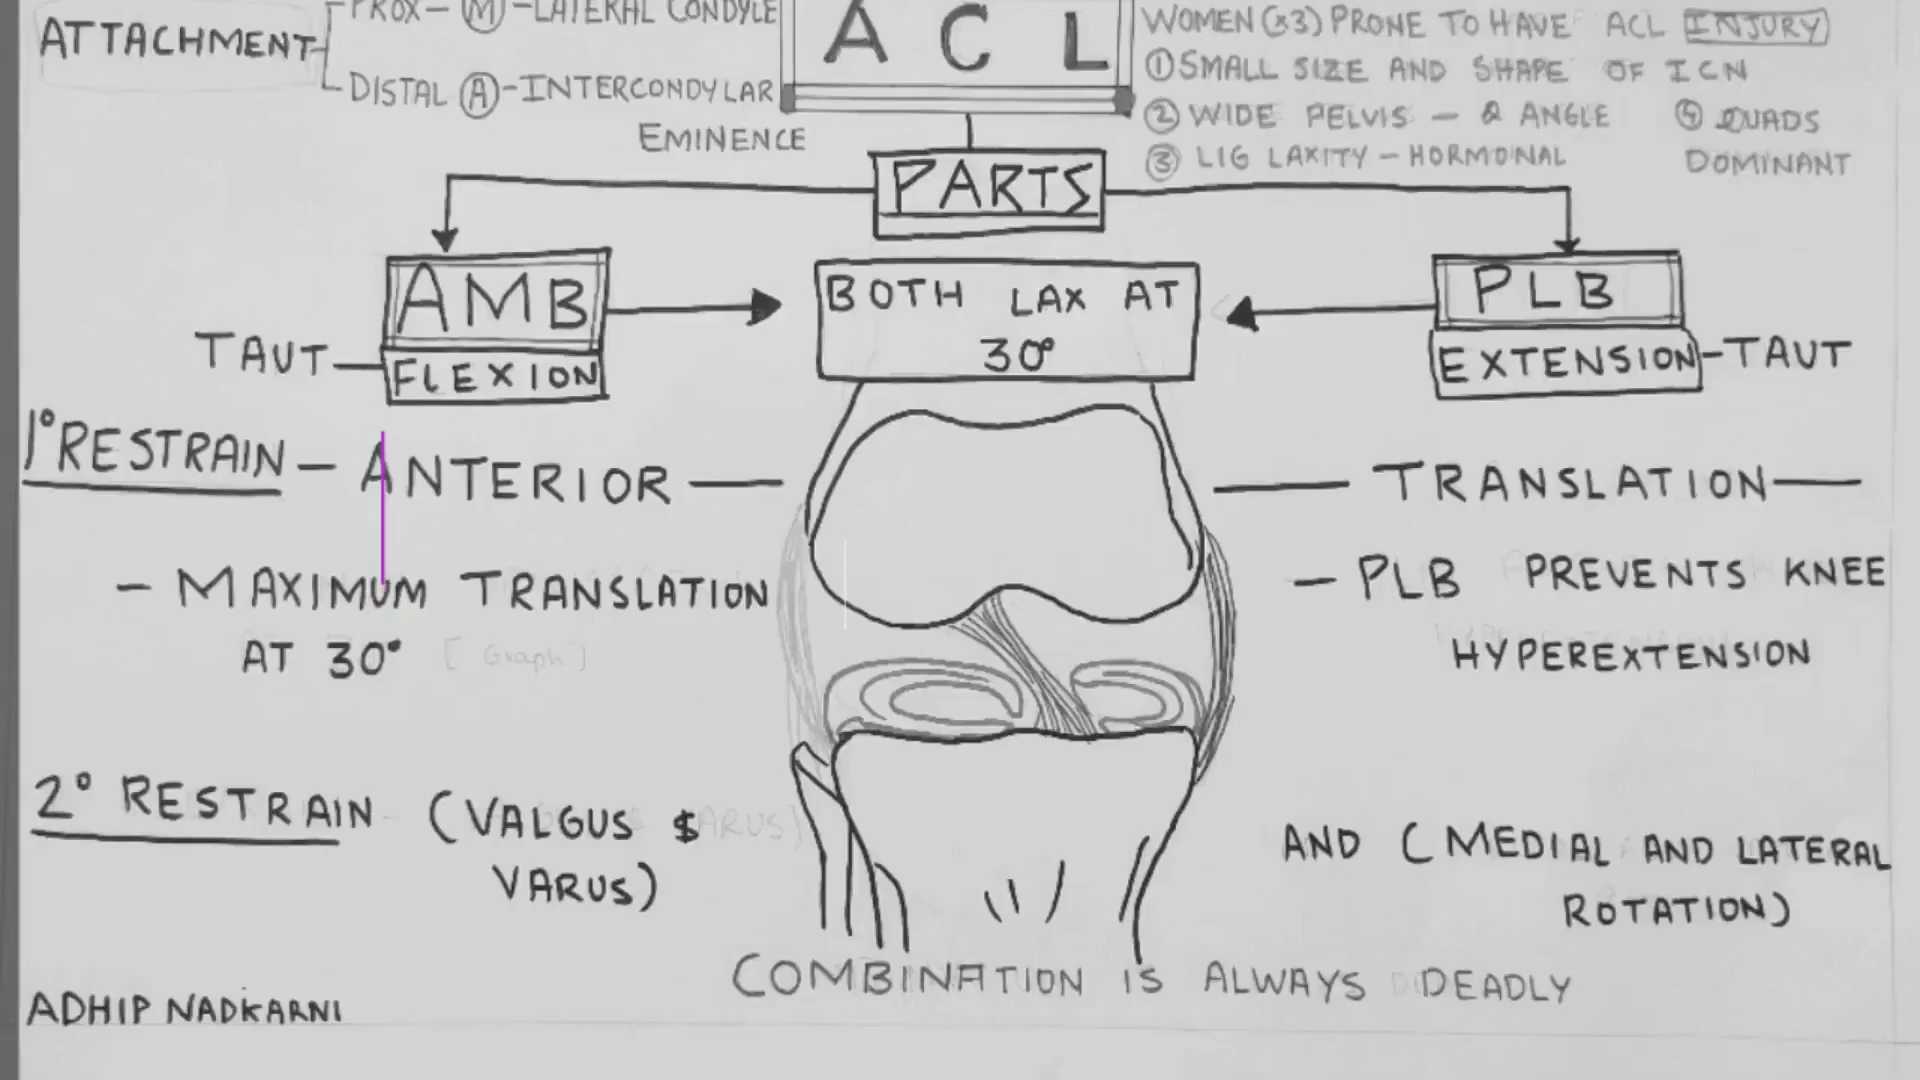 ATTACHMENT
PROX- (M) -LATERAL CONDYLE
DISTAL (A)-INTERCONDYLAR
EMINENCE
ACL
WOMEN (x3) PRONE TO HAVE ACL INJURY
① SMALL SIZE AND SHAPE OF ICN
② WIDE PELVIS - Q ANGLE
③ LIG LAXITY - HORMONAL
④ QUADS
DOMINANT
PARTS
AMB
FLEXION
TAUT
BOTH LAX AT
30°
PLB
EXTENSION
-TAUT
1° RESTRAIN - ANTERIOR — — TRANSLATION —
- MAXIMUM TRANSLATION
AT 30° [Graph]
- PLB PREVENTS KNEE
HYPEREXTENSION
2° RESTRAIN (VALGUS $
VARUS)
AND (MEDIAL AND LATERAL
ROTATION)
COMBINATION IS ALWAYS DEADLY
ADHIP NADKARNI